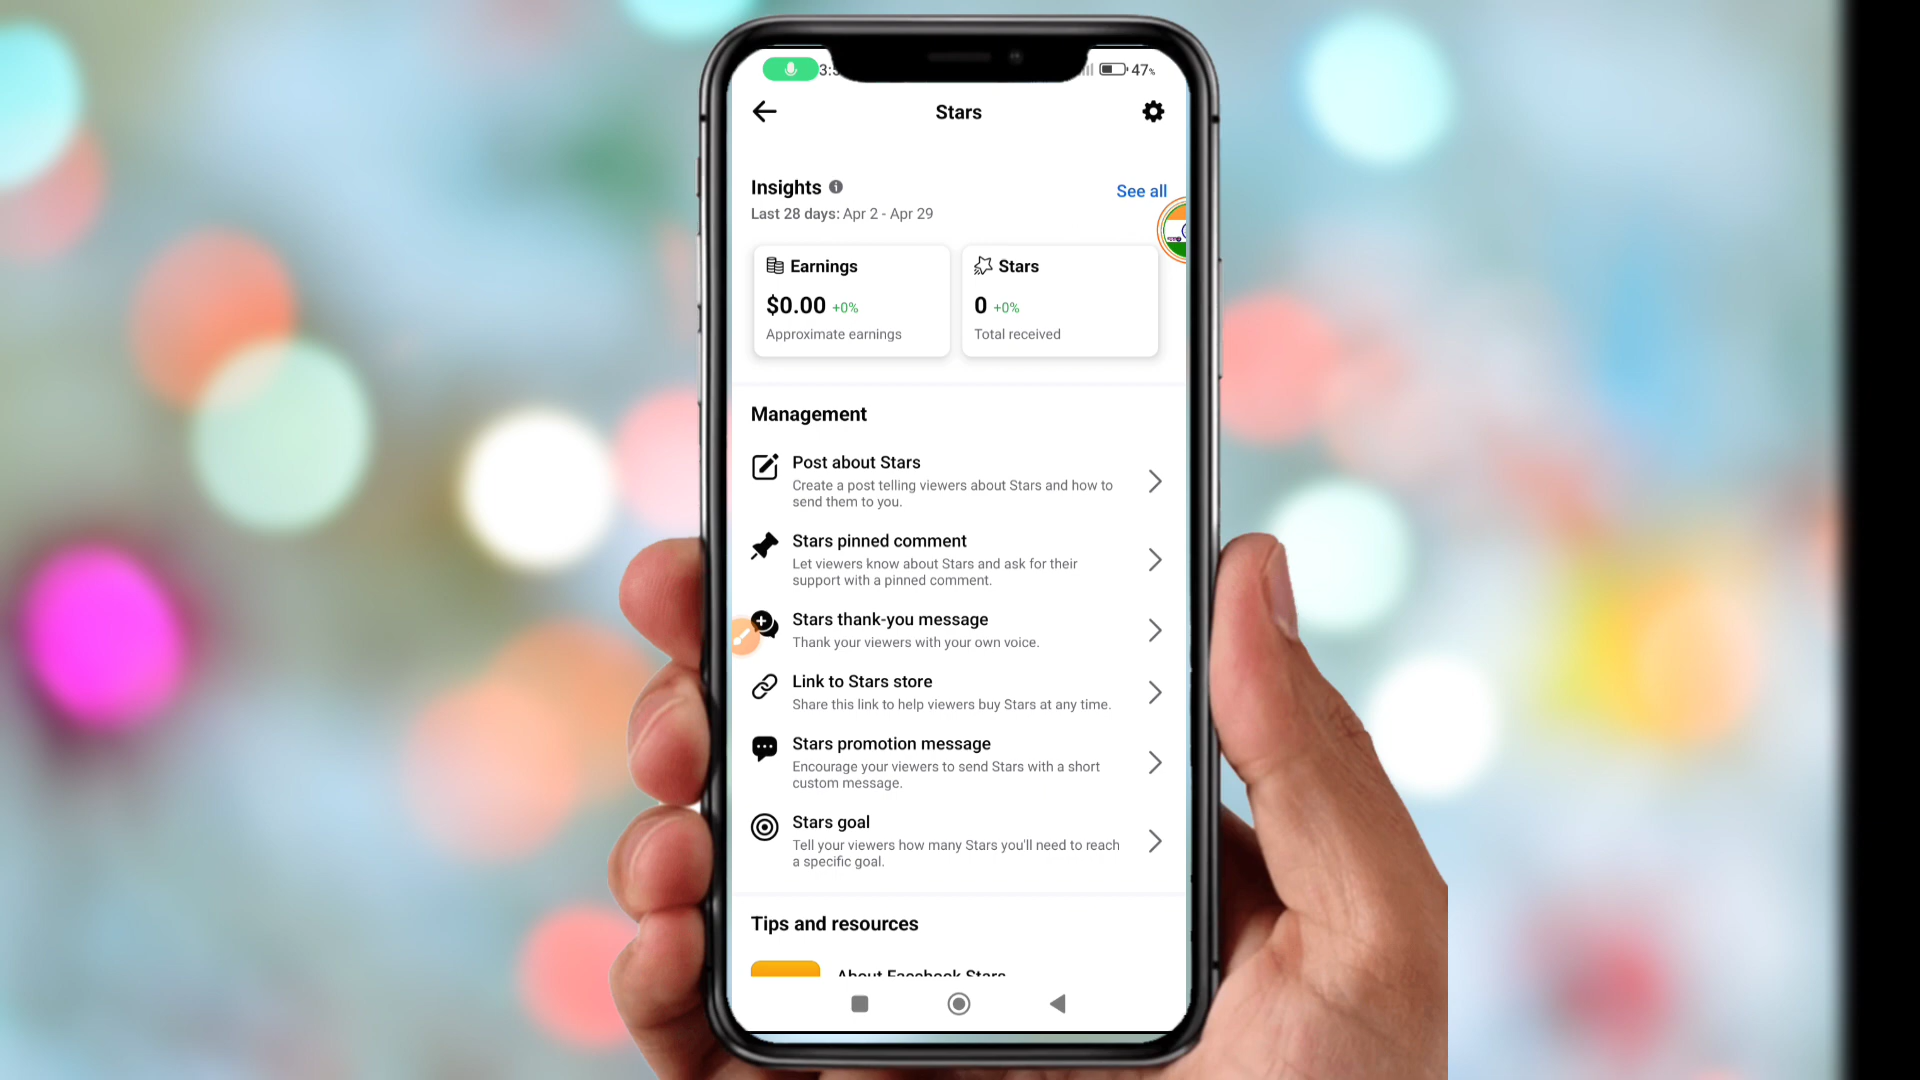 47%
Stars
Insights
See all
Last 28 days: Apr 2 - Apr 29
Earnings
Stars
$0.00 +0%
0 +0%
Approximate earnings
Total received
Management
Post about Stars
Create a post telling viewers about Stars and how to
send them to you.
Stars pinned comment
Let viewers know about Stars and ask for their
support with a pinned comment.
Stars thank-you message
Thank your viewers with your own voice.
Link to Stars store
Share this link to help viewers buy Stars at any time.
Stars promotion message
Encourage your viewers to send Stars with a short
custom message.
Stars goal
Tell your viewers how many Stars you'll need to reach
a specific goal.
Tips and resources
About Facebook Stars